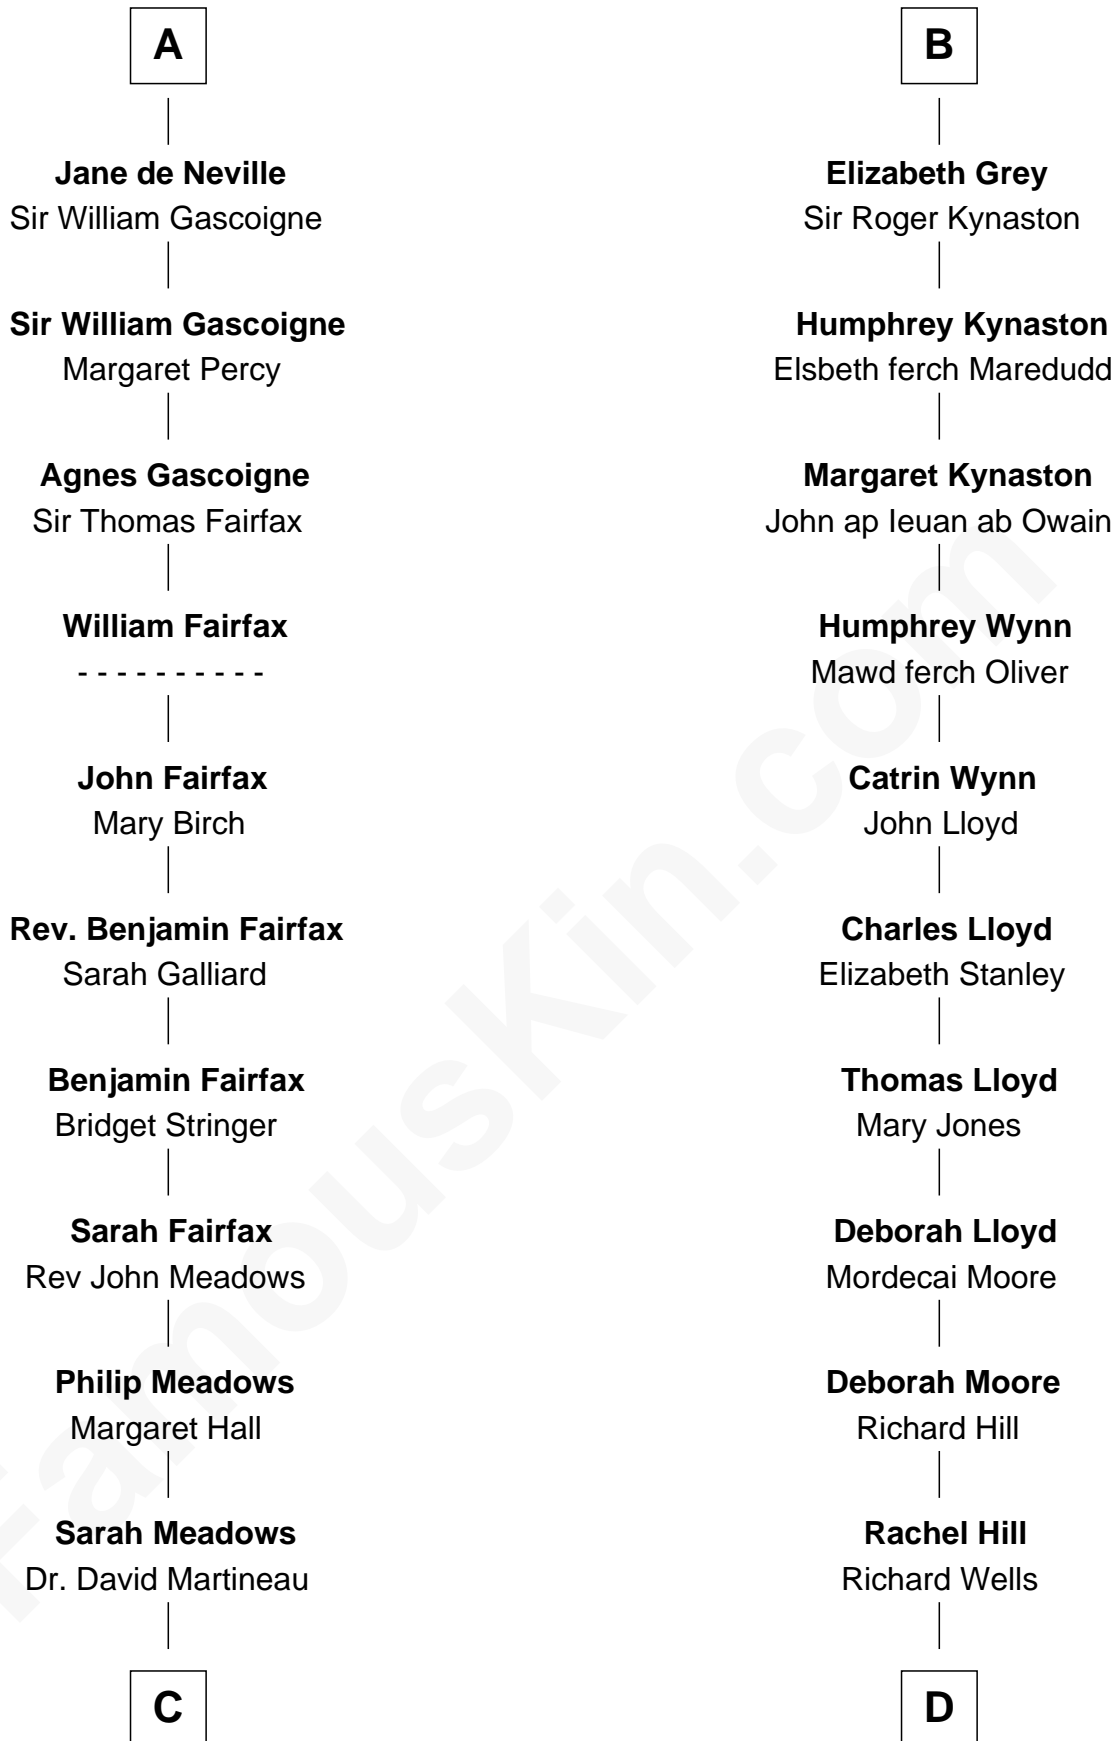 A
Jane de Neville
Sir William Gascoigne
Sir William Gascoigne
Margaret Percy
Agnes Gascoigne
Sir Thomas Fairfax
William Fairfax
- - - - - - - - - -
John Fairfax
Mary Birch
Rev. Benjamin Fairfax
Sarah Galliard
Benjamin Fairfax
Bridget Stringer
Sarah Fairfax
Rev John Meadows
Philip Meadows
Margaret Hall
Sarah Meadows
Dr. David Martineau
C
B
Elizabeth Grey
Sir Roger Kynaston
Humphrey Kynaston
Elsbeth ferch Maredudd
Margaret Kynaston
John ap Ieuan ab Owain
Humphrey Wynn
Mawd ferch Oliver
Catrin Wynn
John Lloyd
Charles Lloyd
Elizabeth Stanley
Thomas Lloyd
Mary Jones
Deborah Lloyd
Mordecai Moore
Deborah Moore
Richard Hill
Rachel Hill
Richard Wells
D
FamousKin.com